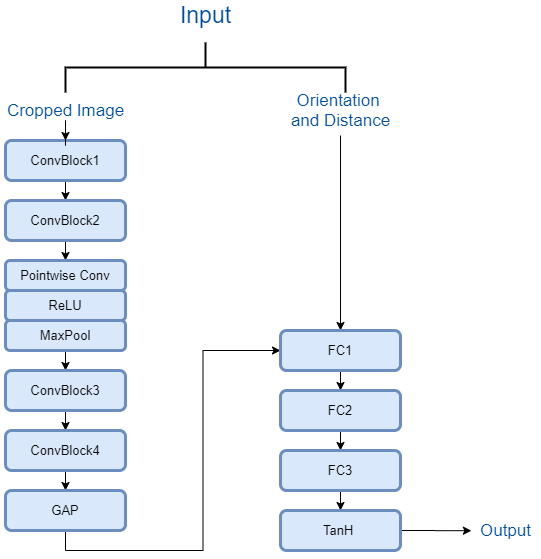 Input
Cropped Image
Orientation
and Distance
ConvBlock1
ConvBlock2
Pointwise Conv
ReLU
MaxPool
ConvBlock3
ConvBlock4
GAP
FC1
FC2
FC3
TanH
Output